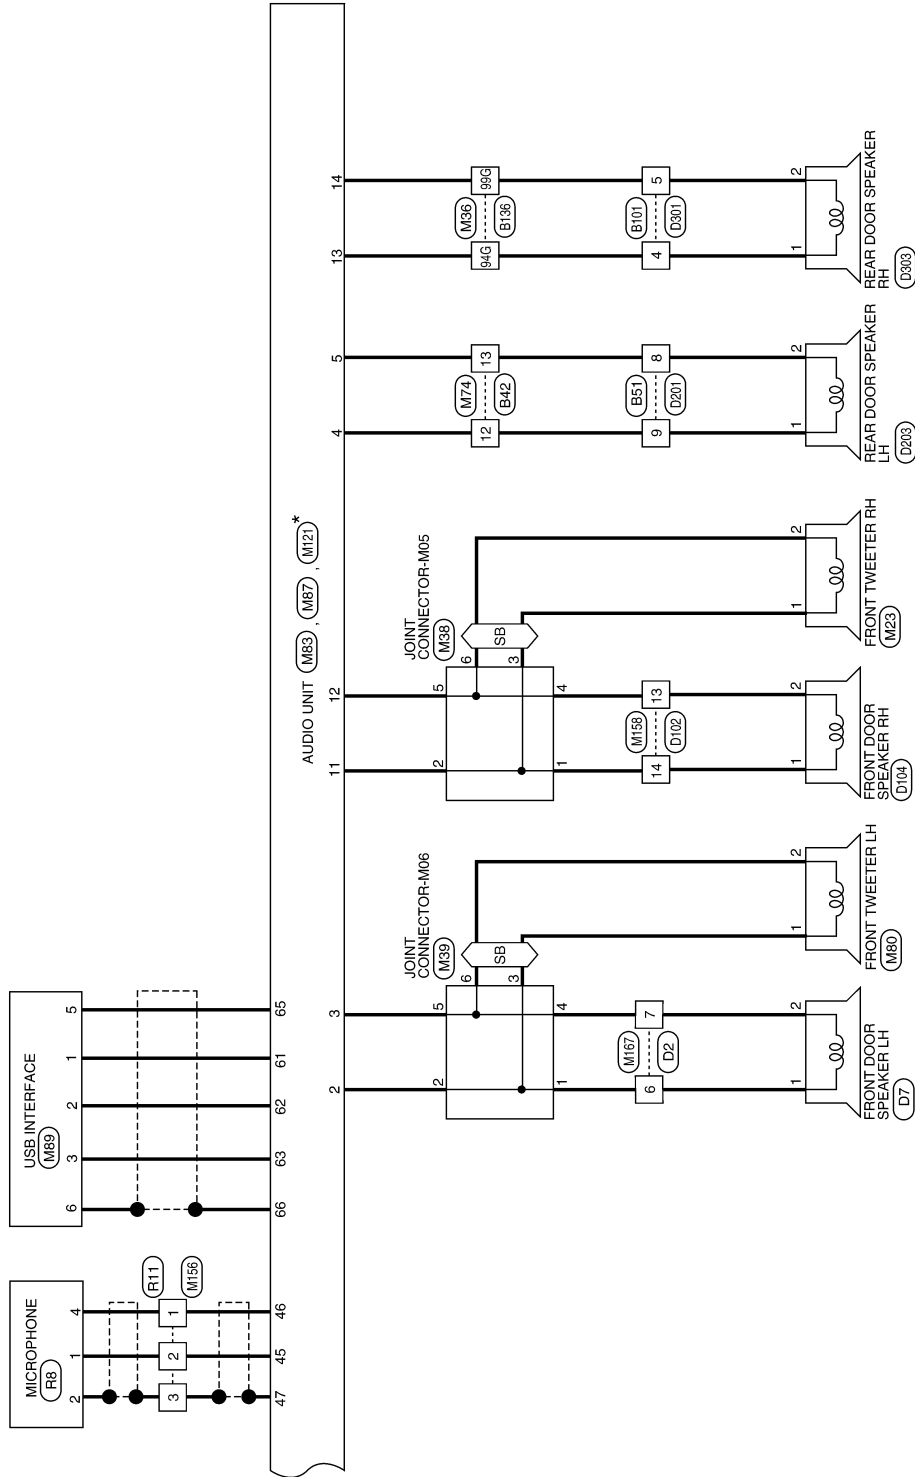 MICROPHONE
R8
2
1
4
3
2
1
R11
M156
47
45
46
USB INTERFACE
M89
6
3
2
1
5
66
63
62
61
65
AUDIO UNIT M83 , M87 , M121 *
2
3
11
12
4
5
13
14
JOINT
CONNECTOR-M06
M39
2
5
6
3
SB
1
4
6
7
M167
D2
1
2
FRONT DOOR
SPEAKER LH
D7
1
2
FRONT TWEETER LH
M80
JOINT
CONNECTOR-M05
M38
2
5
6
3
SB
1
4
14
13
M158
D102
1
2
FRONT DOOR
SPEAKER RH
D104
1
2
FRONT TWEETER RH
M23
12
13
M74
B42
9
8
B51
D201
1
2
REAR DOOR SPEAKER
LH
D203
94G
99G
M36
B136
4
5
B101
D301
1
2
REAR DOOR SPEAKER
RH
D303